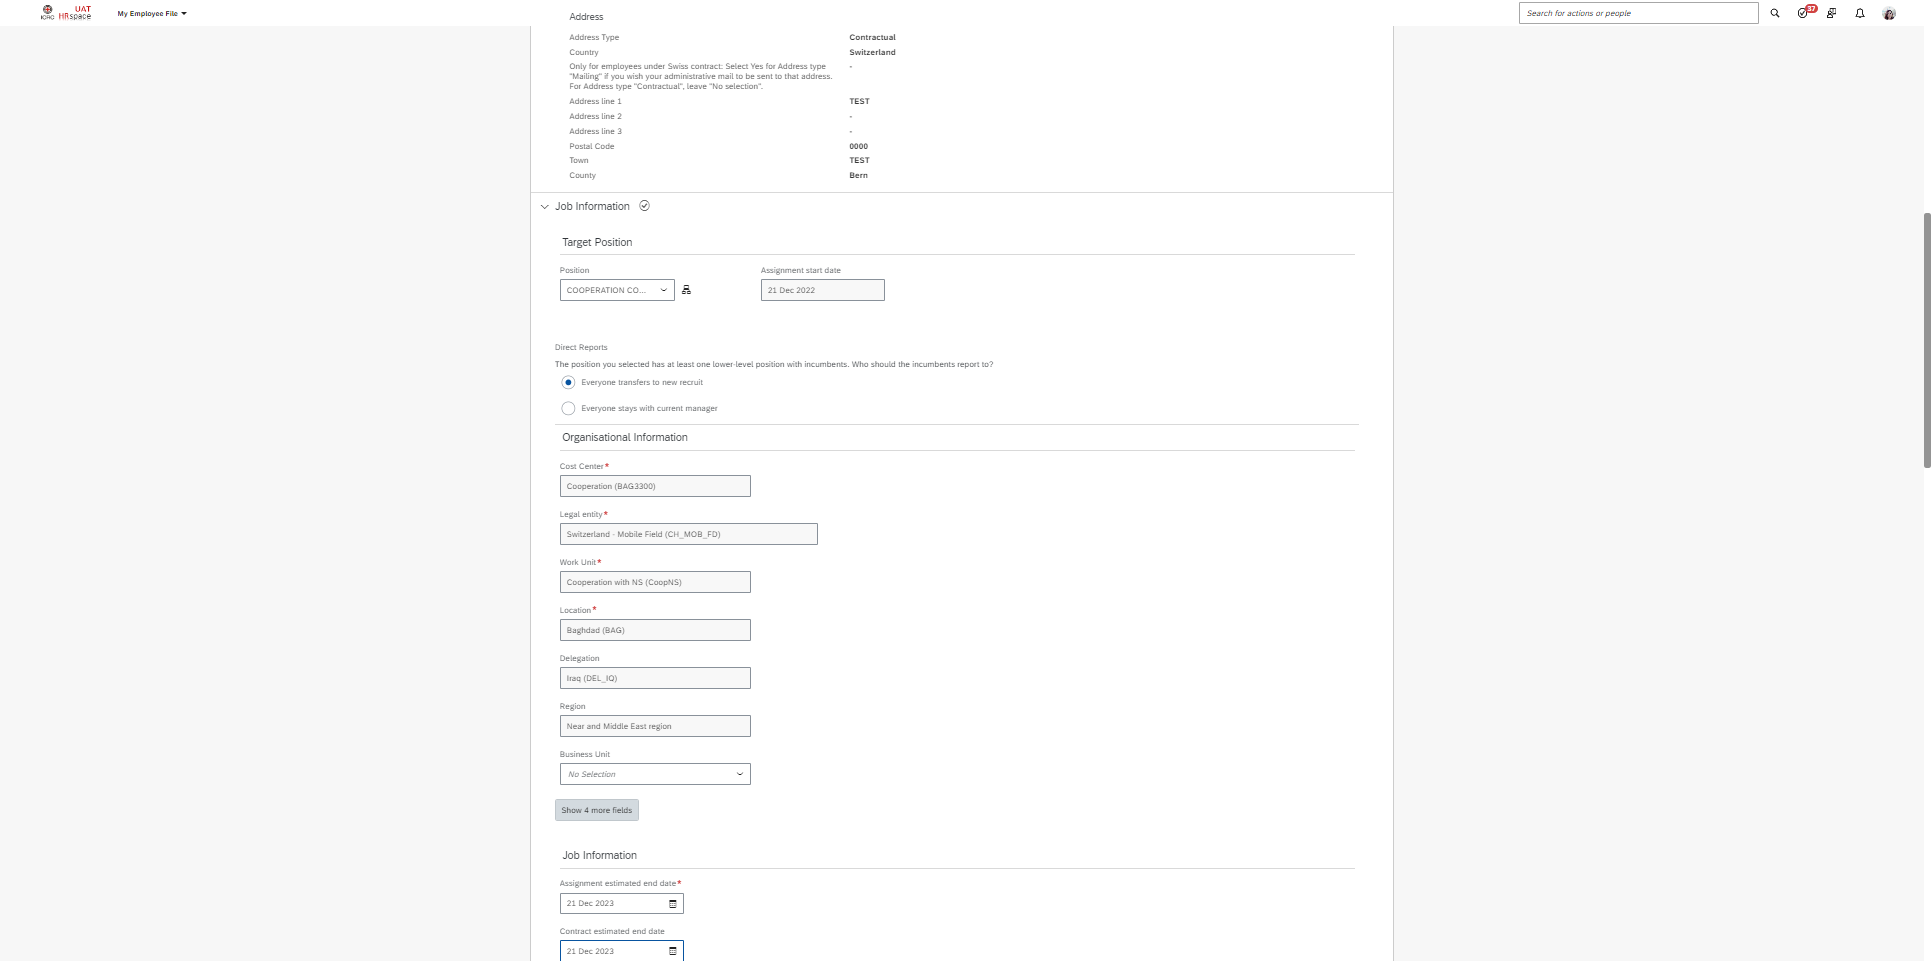 ICRC
UAT
HRspace
My Employee File
Search for actions or people
37
Address
Address Type
Contractual
Country
Switzerland
Only for employees under Swiss contract: Select Yes for Address type
"Mailing" if you wish your administrative mail to be sent to that address.
For Address type "Contractual", leave "No selection".
-
Address line 1
TEST
Address line 2
-
Address line 3
-
Postal Code
0000
Town
TEST
County
Bern
Job Information
Target Position
Position
Assignment start date
COOPERATION CO...
21 Dec 2022
Direct Reports
The position you selected has at least one lower-level position with incumbents. Who should the incumbents report to?
Everyone transfers to new recruit
Everyone stays with current manager
Organisational Information
Cost Center*
Cooperation (BAG3300)
Legal entity*
Switzerland - Mobile Field (CH_MOB_FD)
Work Unit*
Cooperation with NS (CoopNS)
Location*
Baghdad (BAG)
Delegation
Iraq (DEL_IQ)
Region
Near and Middle East region
Business Unit
No Selection
Show 4 more fields
Job Information
Assignment estimated end date*
21 Dec 2023
Contract estimated end date
21 Dec 2023